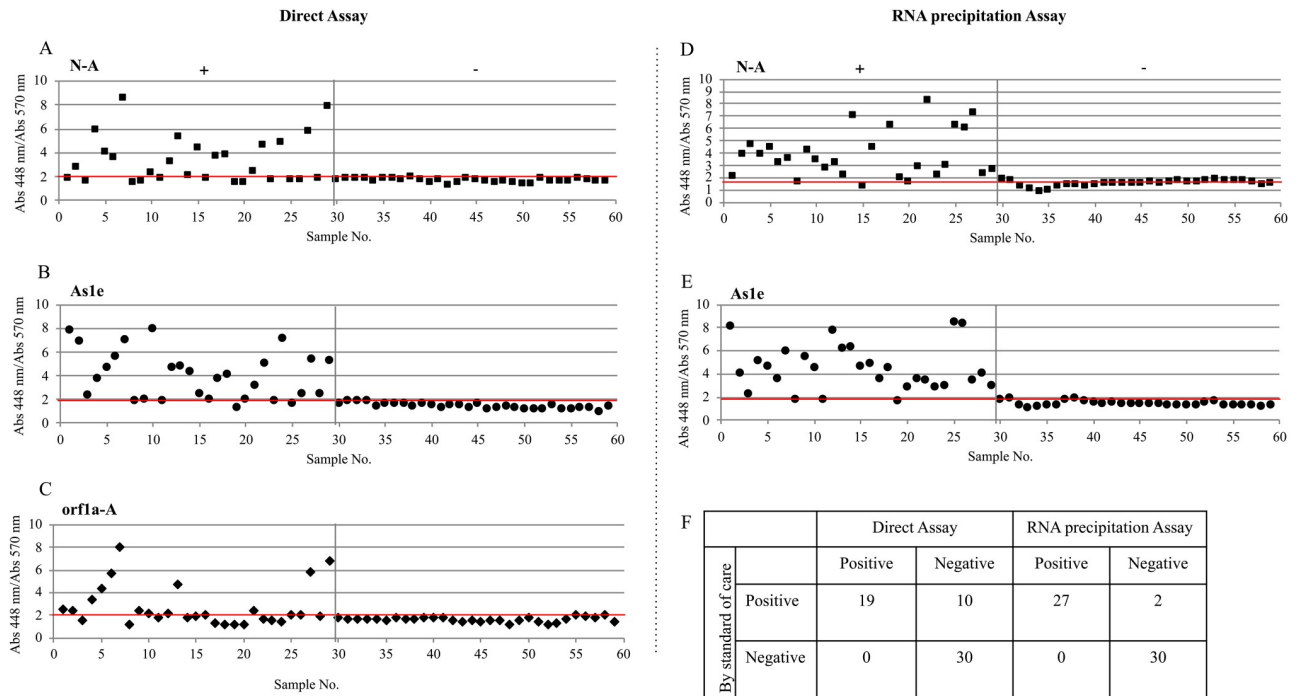 Direct Assay
RNA precipitation Assay
A
N-A
+
-
Abs 448 nm/Abs 570 nm
10
8
6
4
2
0
0 5 10 15 20 25 30 35 40 45 50 55 60
Sample No.
B
As1e
Abs 448 nm/Abs 570 nm
10
8
6
4
2
0
0 5 10 15 20 25 30 35 40 45 50 55 60
Sample No.
C
orf1a-A
Abs 448 nm/Abs 570 nm
10
8
6
4
2
0
0 5 10 15 20 25 30 35 40 45 50 55 60
Sample No.
D
N-A
+
-
Abs 448 nm/Abs 570 nm
10
9
8
7
6
5
4
3
2
1
0
0 5 10 15 20 25 30 35 40 45 50 55 60
Sample No.
E
As1e
Abs 448 nm/Abs 570 nm
10
8
6
4
2
0
0 5 10 15 20 25 30 35 40 45 50 55 60
Sample No.
F
Direct Assay RNA precipitation Assay
Positive Negative Positive Negative
By standard of care
Positive 19 10 27 2
Negative 0 30 0 30